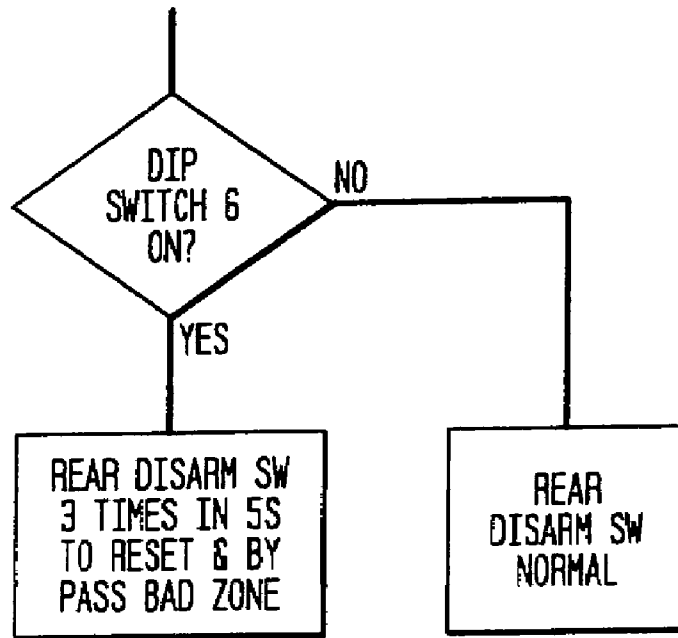 DIP
SWITCH 6
ON?
NO
YES
REAR DISARM SW
3 TIMES IN 5S
TO RESET & BY
PASS BAD ZONE
REAR
DISARM SW
NORMAL